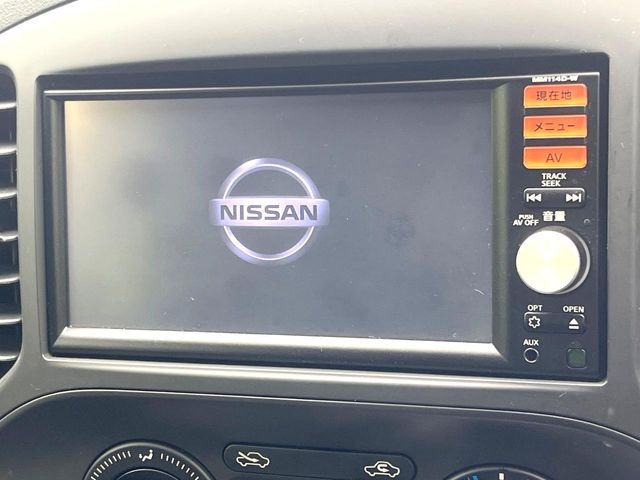 MM114D-W
現在地
メニュー
AV
TRACK
SEEK
PUSH
AV OFF
音量
NISSAN
OPT
OPEN
AUX